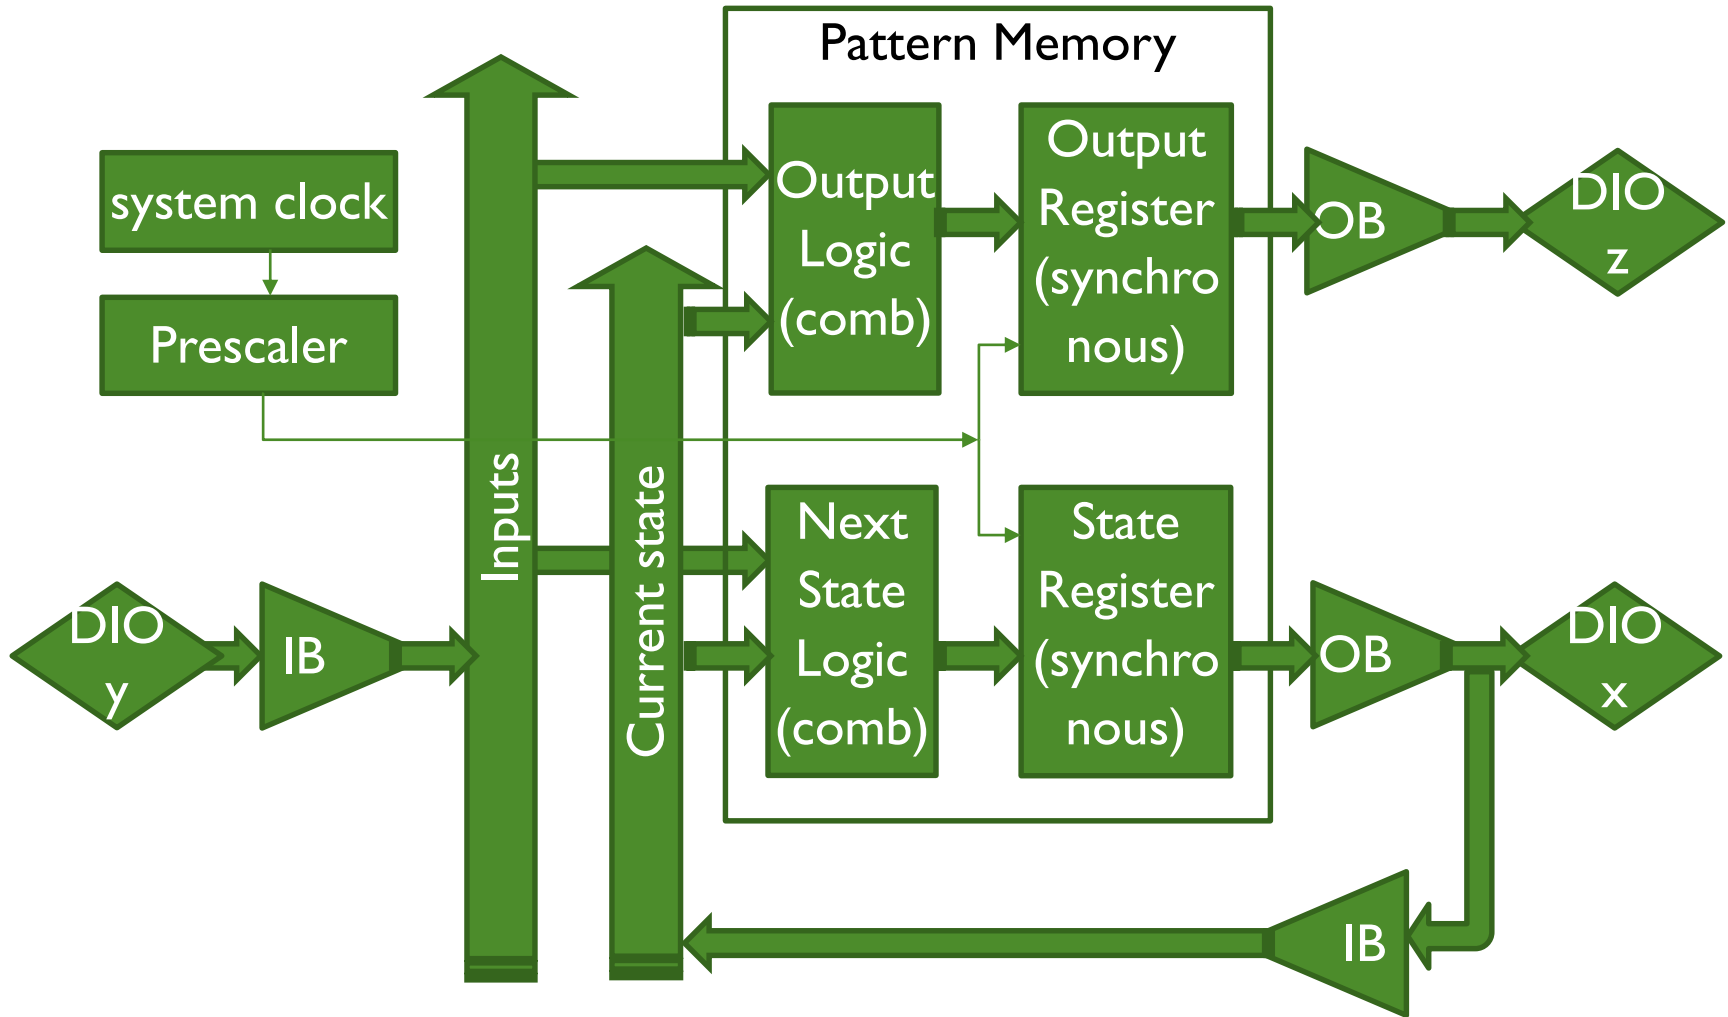 Pattern Memory
system clock
Prescaler
Output
Logic
(comb)
Output
Register
(synchro
nous)
OB
DIO
z
Inputs
Current state
DIO
y
IB
Next
State
Logic
(comb)
State
Register
(synchro
nous)
OB
DIO
x
IB